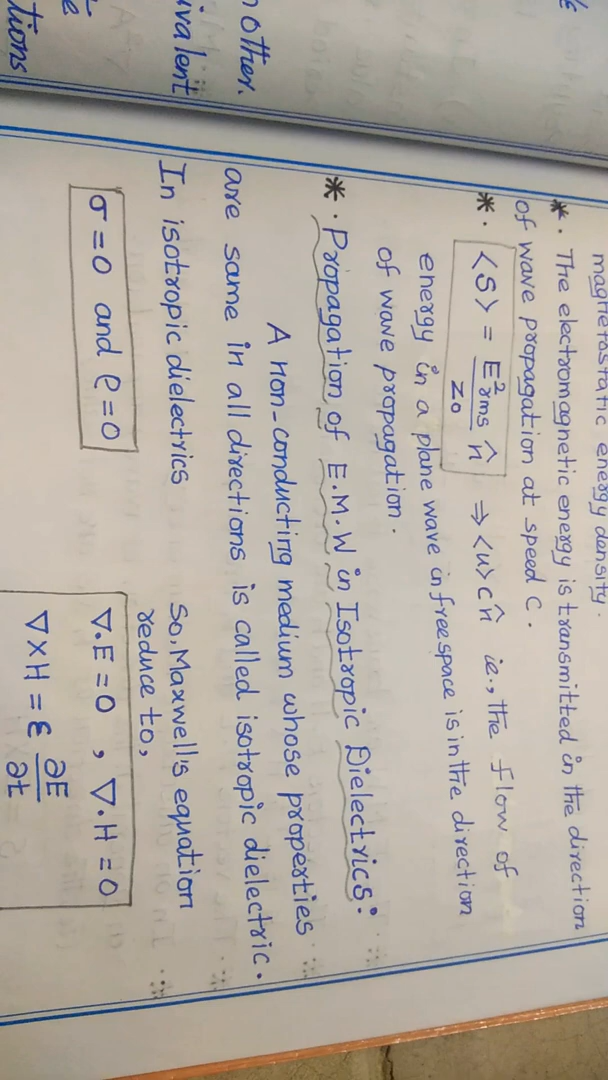 magnetostatic energy density.
*. The electromagnetic energy is transmitted in the direction
of wave propagation at speed C.
*. <S> = E²rms / Z₀ n̂ ⇒ <u> c n̂ ie., the flow of
energy in a plane wave in free space is in the direction
of wave propagation.
*. Propagation of E.M.W in Isotropic Dielectrics:
A non-conducting medium whose properties
are same in all directions is called isotropic dielectric.
In isotropic dielectrics
σ = 0 and ρ = 0
So, Maxwell's equation
reduce to,
∇.E = 0 , ∇.H = 0
∇×H = ε ∂E/∂t
other.
ivalent
tions